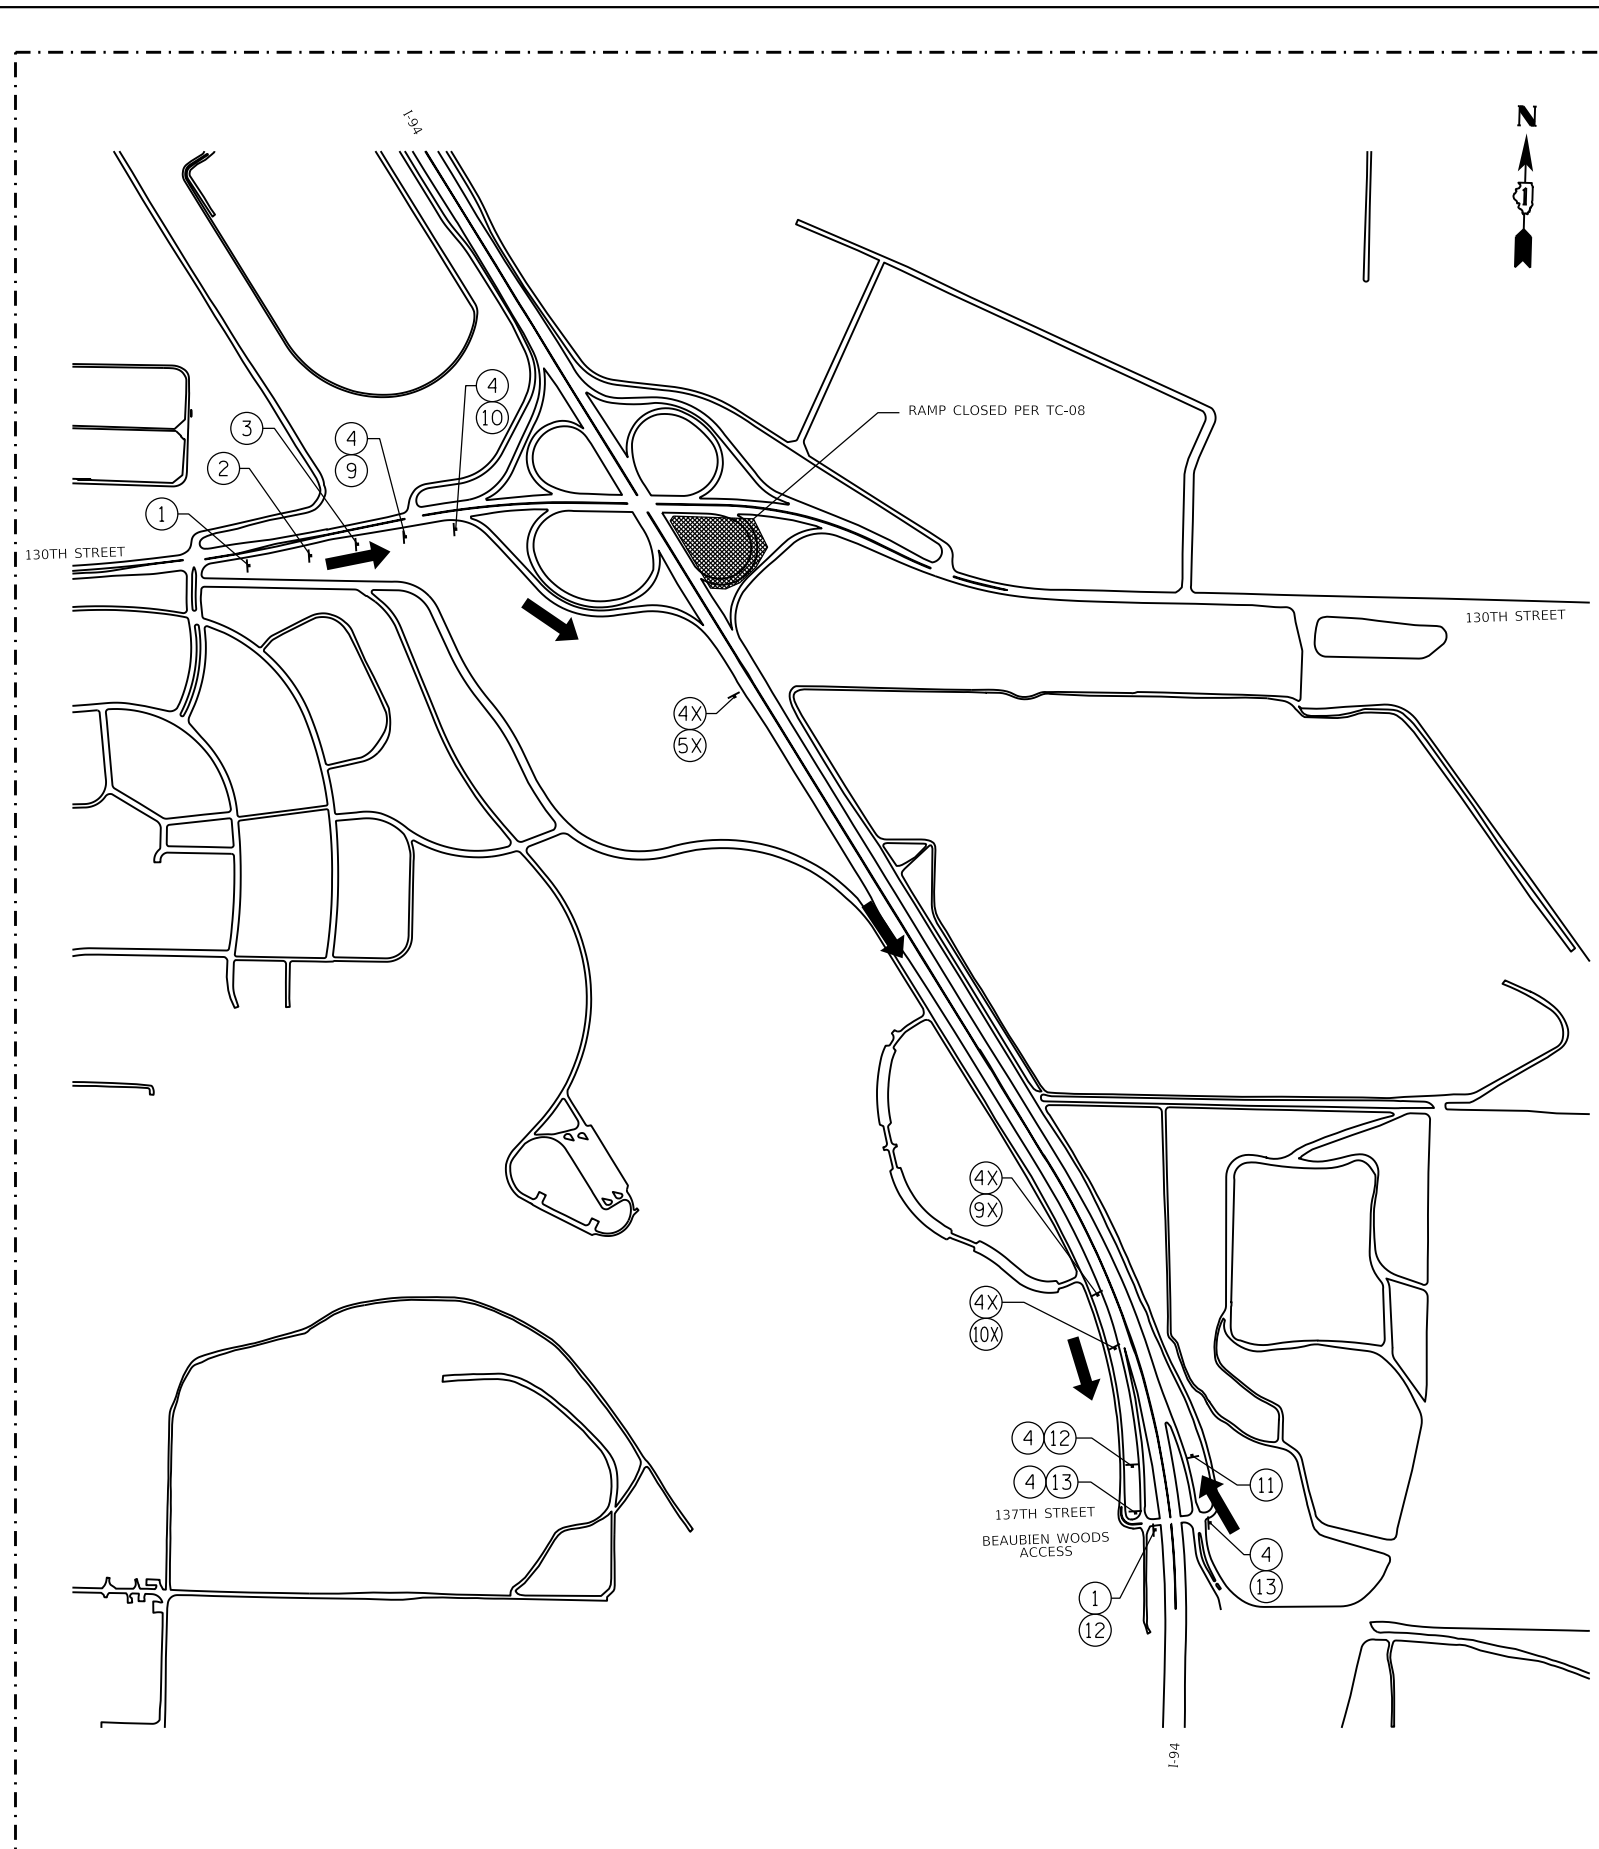 I-94
N
1
4
10
RAMP CLOSED PER TC-08
3
4
9
2
1
130TH STREET
130TH STREET
4X
5X
4X
9X
4X
10X
4 12
4 13
11
137TH STREET
BEAUBIEN WOODS
ACCESS
4
13
1
12
I-94